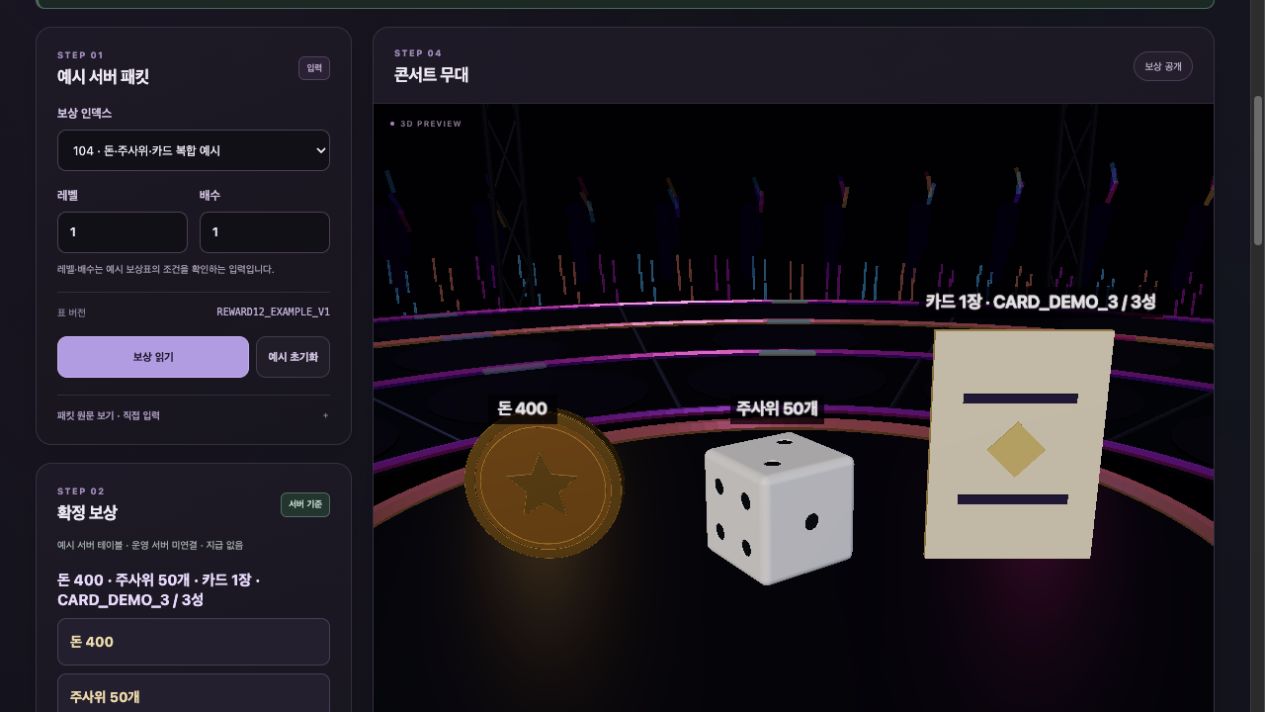 STEP 01
예시 서버 패킷
입력
보상 인덱스
104 · 돈·주사위·카드 복합 예시
레벨
배수
1
1
레벨·배수는 예시 보상표의 조건을 확인하는 입력입니다.
표 버전
REWARD12_EXAMPLE_V1
보상 읽기
예시 초기화
패킷 원문 보기 · 직접 입력
+
STEP 02
확정 보상
서버 기준
예시 서버 테이블 · 운영 서버 미연결 · 지급 없음
돈 400 · 주사위 50개 · 카드 1장 ·
CARD_DEMO_3 / 3성
돈 400
주사위 50개
STEP 04
콘서트 무대
보상 공개
3D PREVIEW
카드 1장 · CARD_DEMO_3 / 3성
돈 400
주사위 50개